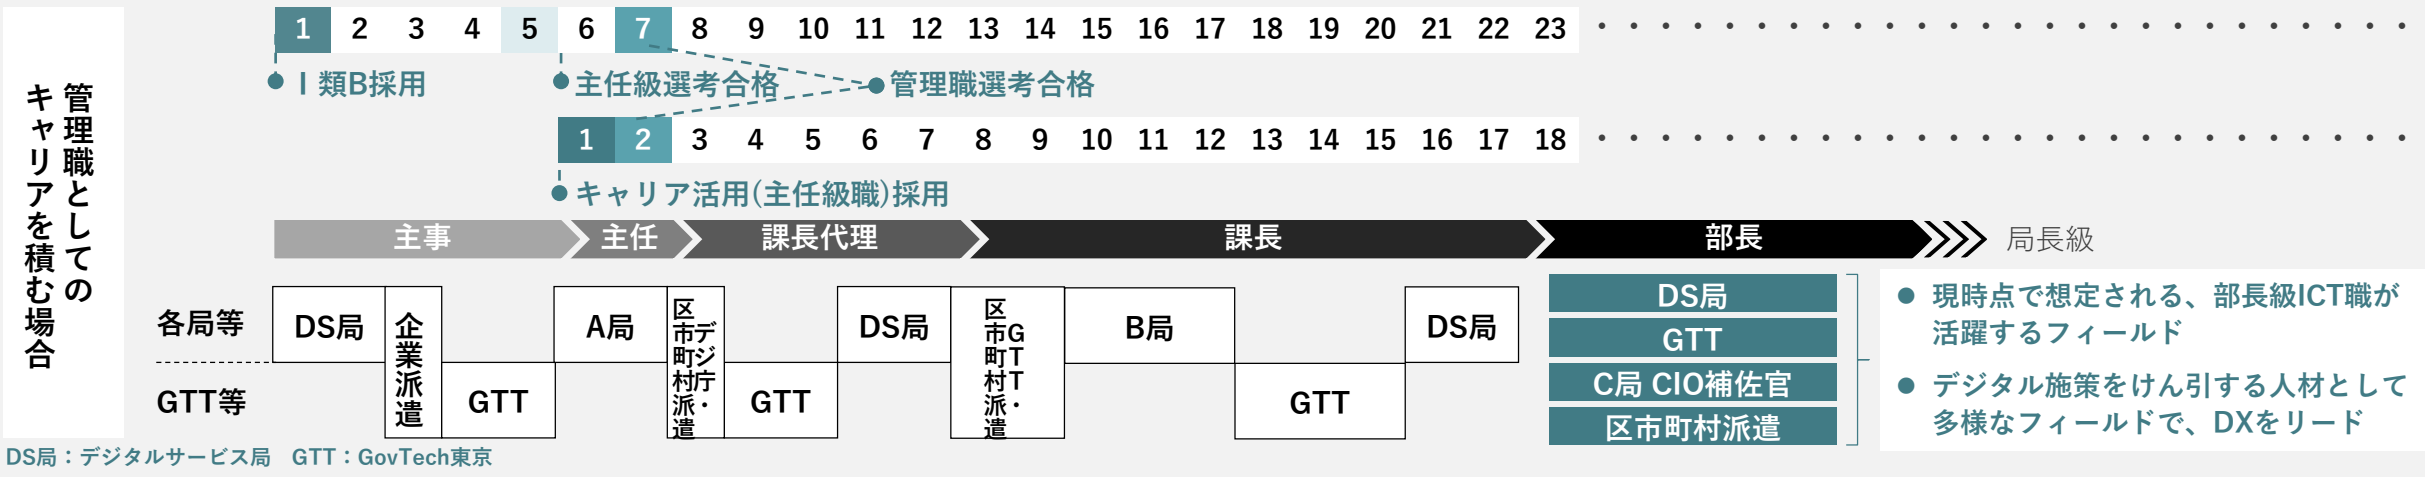 管理職としての
キャリアを積む場合
1 2 3 4 5 6 7 8 9 10 11 12 13 14 15 16 17 18 19 20 21 22 23 ・・・・・・・・・・・・・・・・・・・・・・・・・・
Ⅰ類B採用
主任級選考合格
管理職選考合格
1 2 3 4 5 6 7 8 9 10 11 12 13 14 15 16 17 18 ・・・・・・・・・・・・・・・・・・・・・・・・・・
キャリア活用(主任級職)採用
主事
主任
課長代理
課長
部長
局長級
各局等
GTT等
DS局
企業派遣
GTT
A局
デジ庁・
区市町村派遣
GTT
DS局
GTT・
区市町村派遣
B局
GTT
DS局
DS局
GTT
C局 CIO補佐官
区市町村派遣
● 現時点で想定される、部長級ICT職が
活躍するフィールド
● デジタル施策をけん引する人材として
多様なフィールドで、DXをリード
DS局：デジタルサービス局　GTT：GovTech東京